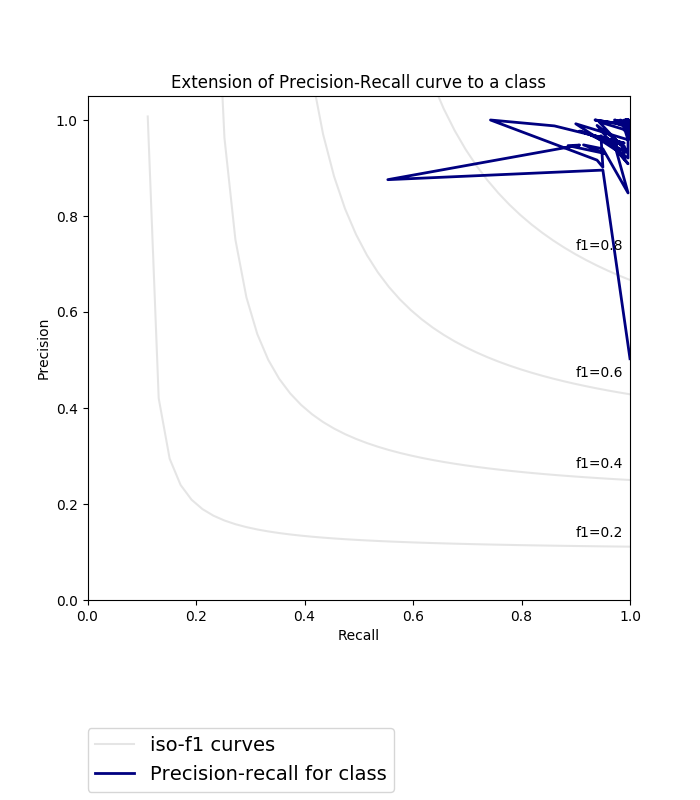 Extension of Precision-Recall curve to a class
1.0
0.8
0.6
0.4
0.2
0.0
Precision
f1=0.8
f1=0.6
f1=0.4
f1=0.2
0.0 0.2 0.4 0.6 0.8 1.0
Recall
iso-f1 curves
Precision-recall for class